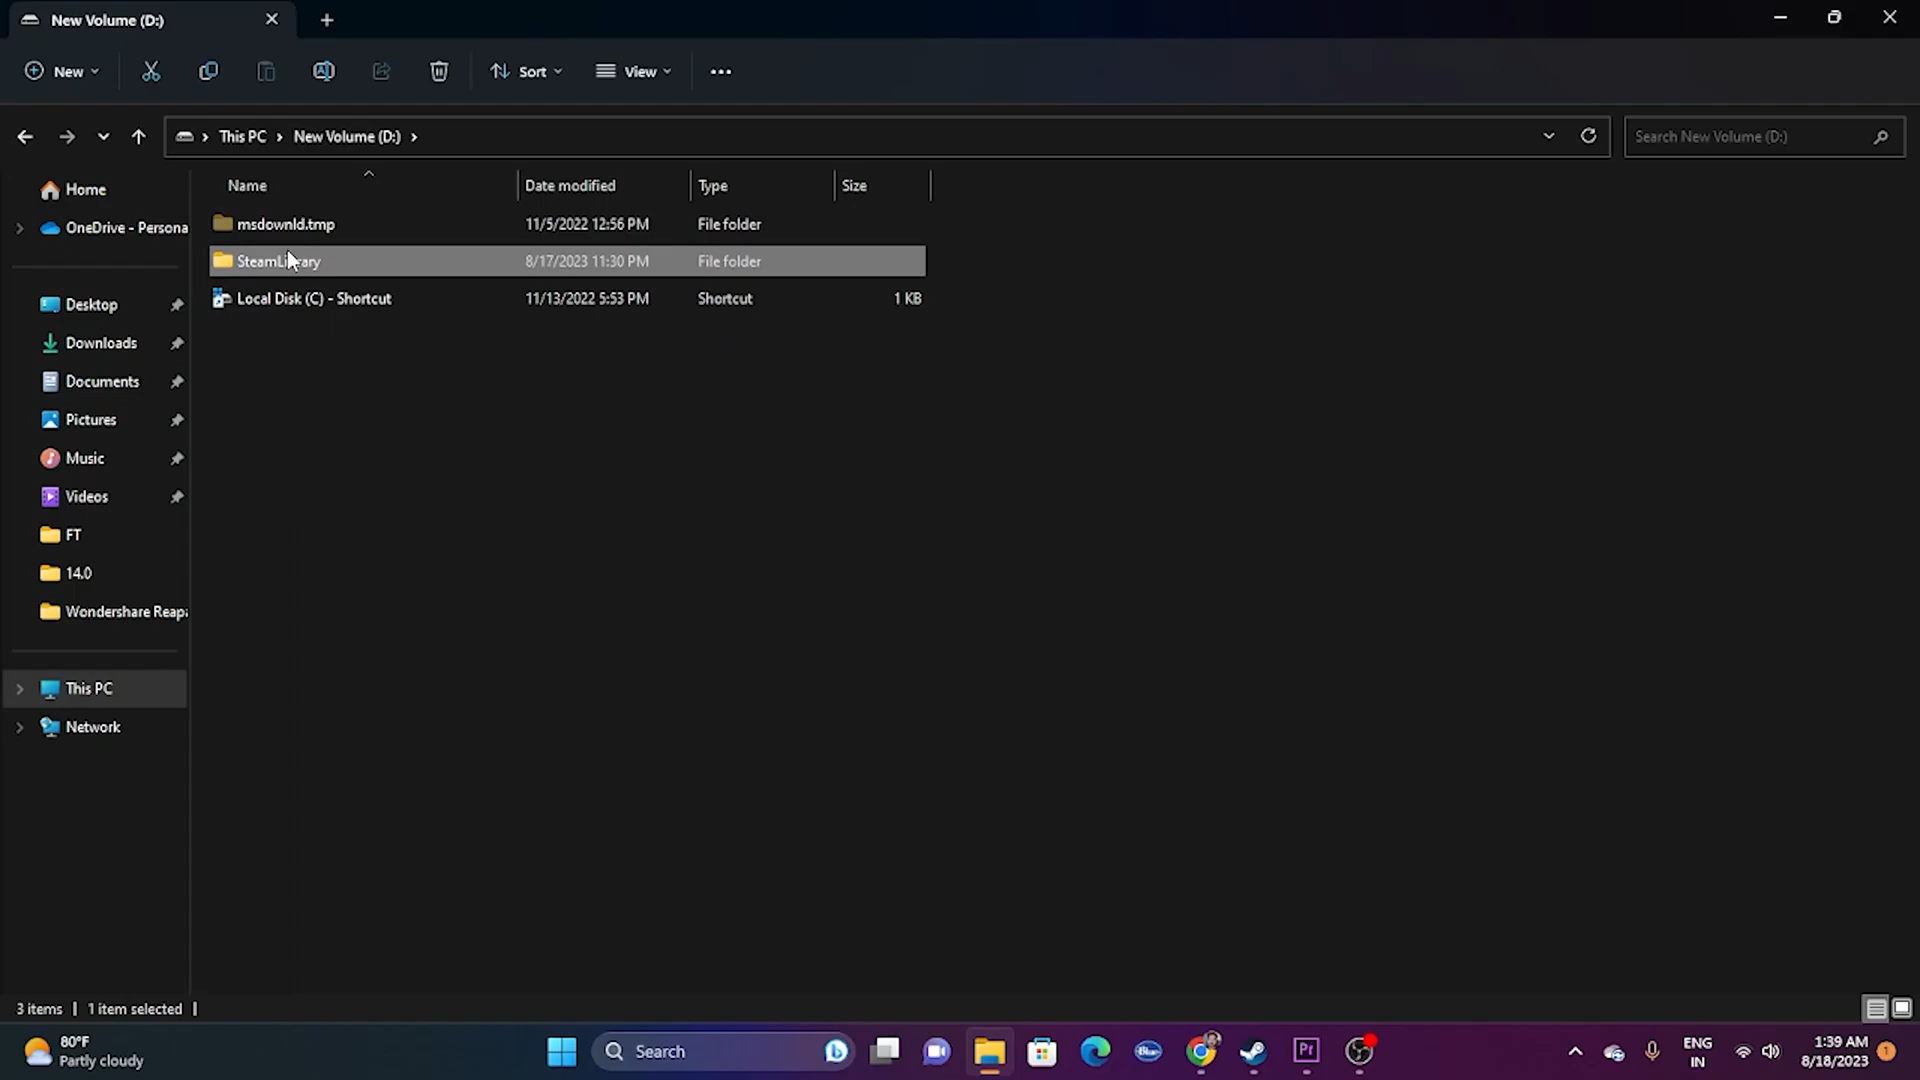 New Volume (D:)
New
Sort
View
This PC > New Volume (D:) >
Search New Volume (D:)
Name
Date modified
Type
Size
msdownld.tmp
11/5/2022 12:56 PM
File folder
SteamLibrary
8/17/2023 11:30 PM
File folder
Local Disk (C) - Shortcut
11/13/2022 5:53 PM
Shortcut
1 KB
Home
OneDrive - Persona
Desktop
Downloads
Documents
Pictures
Music
Videos
FT
14.0
Wondershare Reapa
This PC
Network
3 items
1 item selected
80°F
Partly cloudy
Search
Blue
Pr
ENG
IN
1:39 AM
8/18/2023
1